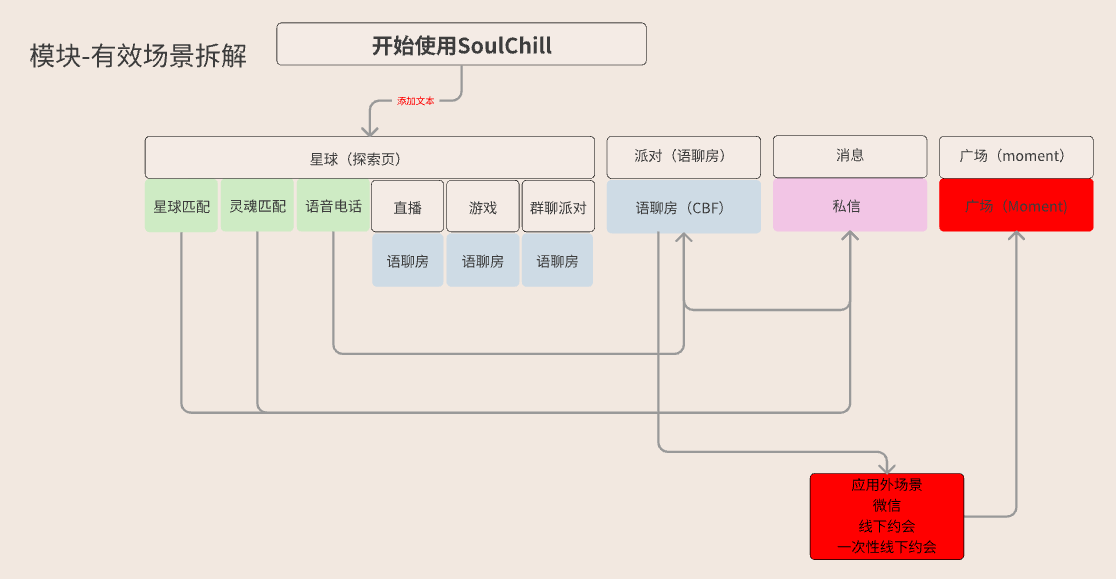 模块-有效场景拆解
开始使用SoulChill
添加文本
星球（探索页）
派对（语聊房）
消息
广场（moment）
星球匹配
灵魂匹配
语音电话
直播
游戏
群聊派对
语聊房（CBF）
私信
广场（Moment）
语聊房
语聊房
语聊房
应用外场景
微信
线下约会
一次性线下约会